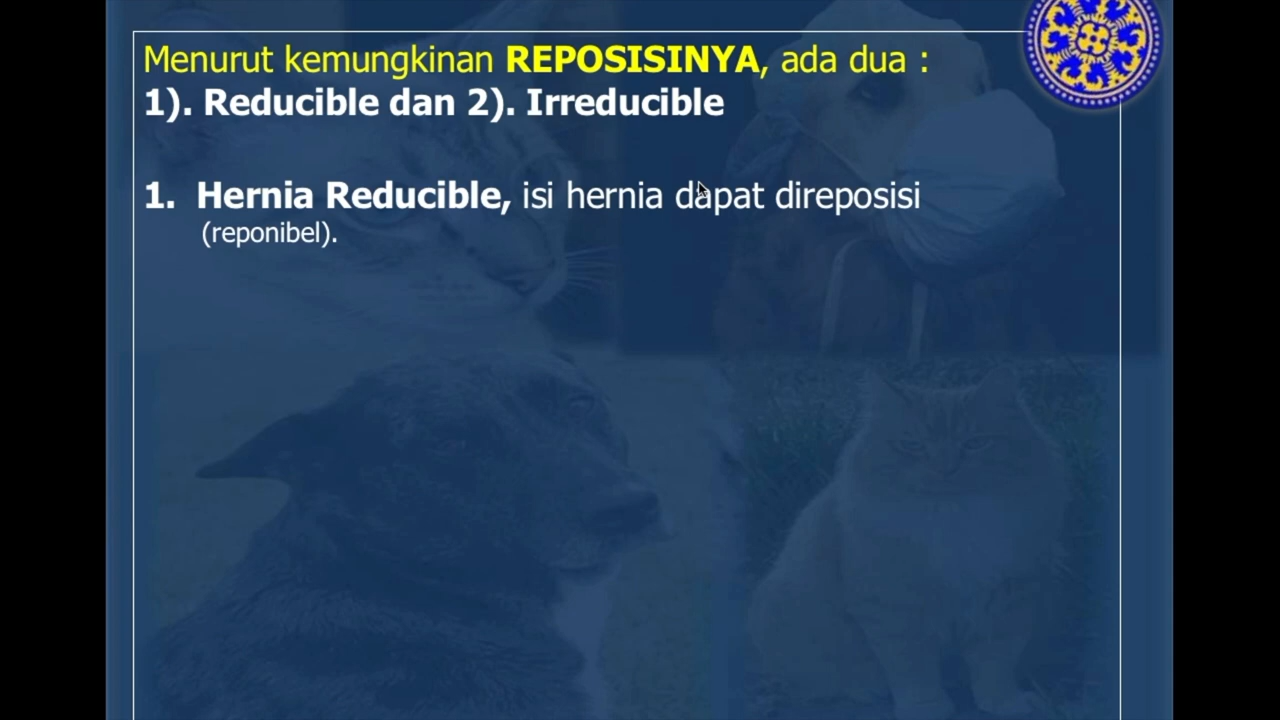 Menurut kemungkinan REPOSISINYA, ada dua :
1). Reducible dan 2). Irreducible
1. Hernia Reducible, isi hernia dapat direposisi
(reponibel).